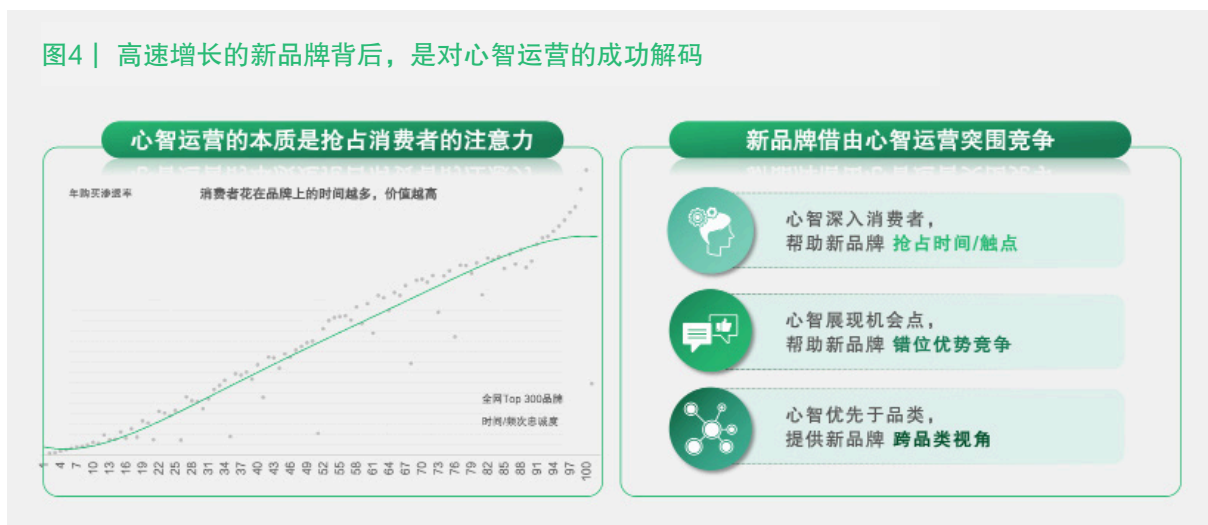 图4｜ 高速增长的新品牌背后，是对心智运营的成功解码
心智运营的本质是抢占消费者的注意力
年购买渗透率
消费者花在品牌上的时间越多，价值越高
全网Top 300品牌
时间/频次忠诚度
1 4 7 10 13 16 19 22 25 28 31 34 37 40 43 46 49 52 55 58 61 64 67 70 73 76 79 82 85 88 91 94 97 100
新品牌借由心智运营突围竞争
心智深入消费者，
帮助新品牌 抢占时间/触点
心智展现机会点，
帮助新品牌 错位优势竞争
心智优先于品类，
提供新品牌 跨品类视角